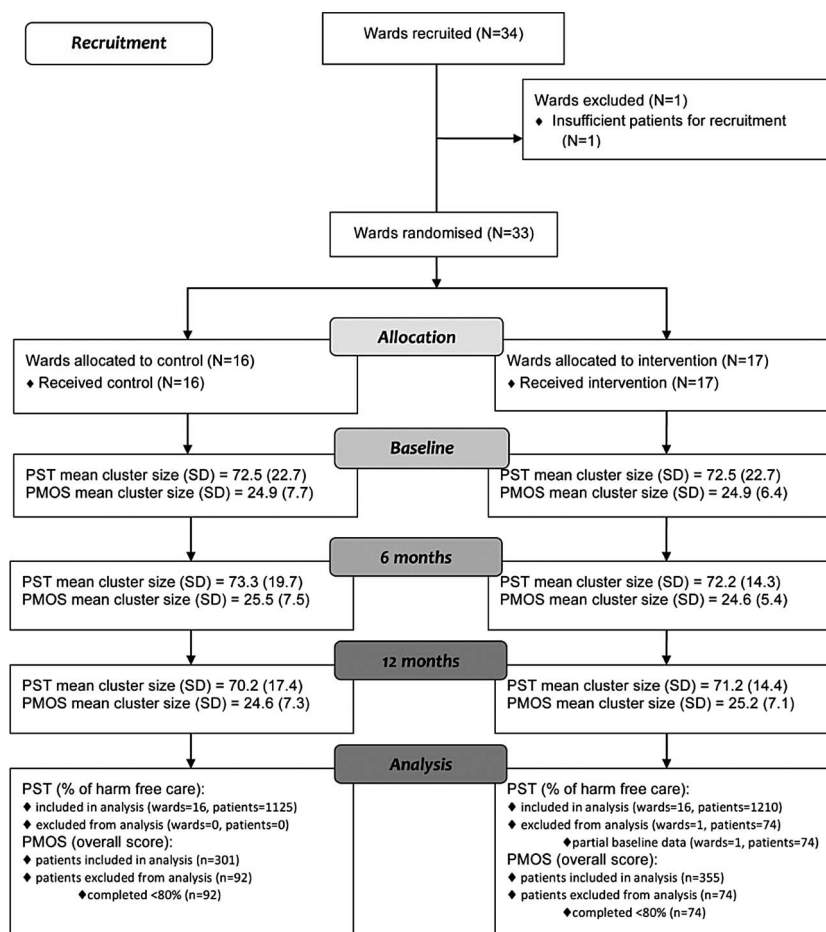 Recruitment
Wards recruited (N=34)
Wards excluded (N=1)
♦ Insufficient patients for recruitment
(N=1)
Wards randomised (N=33)
Allocation
Wards allocated to control (N=16)
♦ Received control (N=16)
Wards allocated to intervention (N=17)
♦ Received intervention (N=17)
Baseline
PST mean cluster size (SD) = 72.5 (22.7)
PMOS mean cluster size (SD) = 24.9 (7.7)
PST mean cluster size (SD) = 72.5 (22.7)
PMOS mean cluster size (SD) = 24.9 (6.4)
6 months
PST mean cluster size (SD) = 73.3 (19.7)
PMOS mean cluster size (SD) = 25.5 (7.5)
PST mean cluster size (SD) = 72.2 (14.3)
PMOS mean cluster size (SD) = 24.6 (5.4)
12 months
PST mean cluster size (SD) = 70.2 (17.4)
PMOS mean cluster size (SD) = 24.6 (7.3)
PST mean cluster size (SD) = 71.2 (14.4)
PMOS mean cluster size (SD) = 25.2 (7.1)
Analysis
PST (% of harm free care):
♦ included in analysis (wards=16, patients=1125)
♦ excluded from analysis (wards=0, patients=0)
PMOS (overall score):
♦ patients included in analysis (n=301)
♦ patients excluded from analysis (n=92)
♦completed <80% (n=92)
PST (% of harm free care):
♦ included in analysis (wards=16, patients=1210)
♦ excluded from analysis (wards=1, patients=74)
♦partial baseline data (wards=1, patients=74)
PMOS (overall score):
♦ patients included in analysis (n=355)
♦ patients excluded from analysis (n=74)
♦completed <80% (n=74)